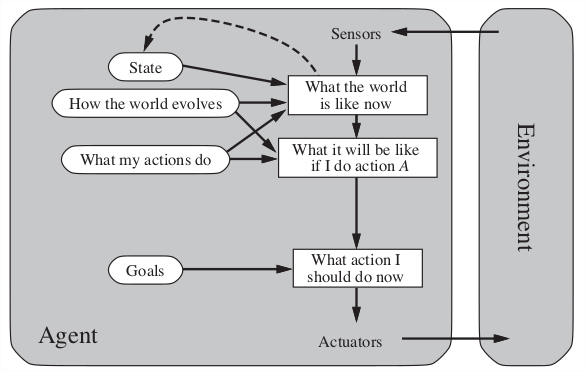 Sensors
State
What the world
is like now
How the world evolves
What it will be like
if I do action A
What my actions do
Environment
What action I
should do now
Goals
Agent
Actuators